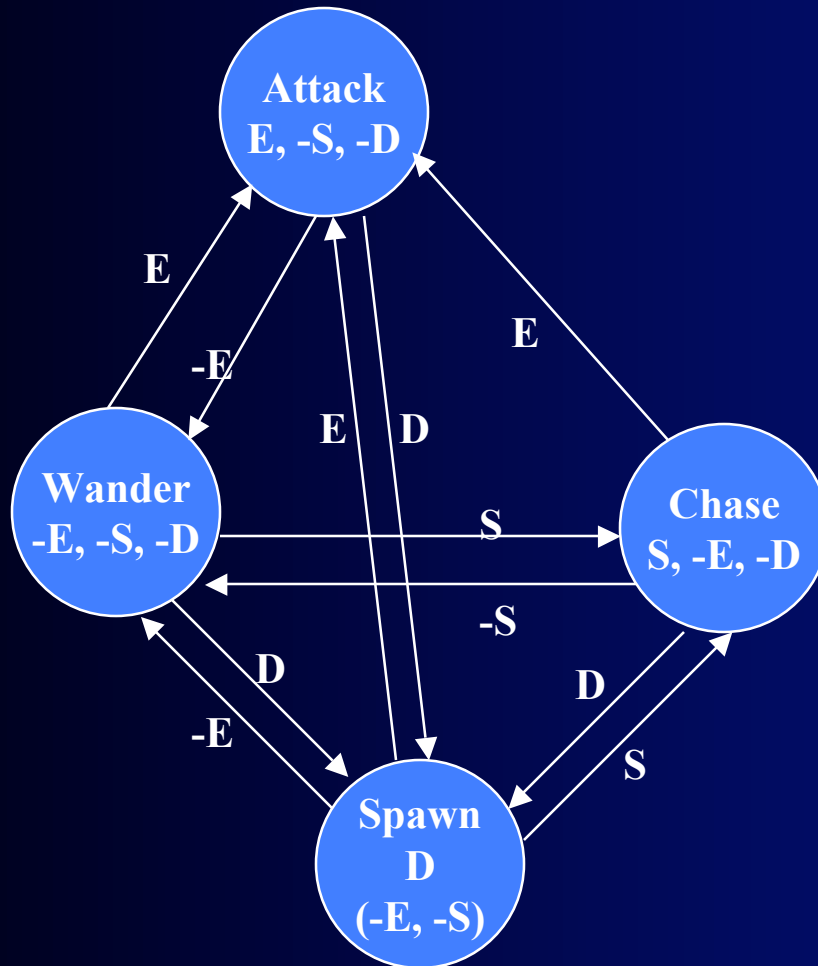 Attack
E, -S, -D
E
E
-E
E
D
Wander
-E, -S, -D
Chase
S, -E, -D
S
-S
D
D
-E
S
Spawn
D
(-E, -S)